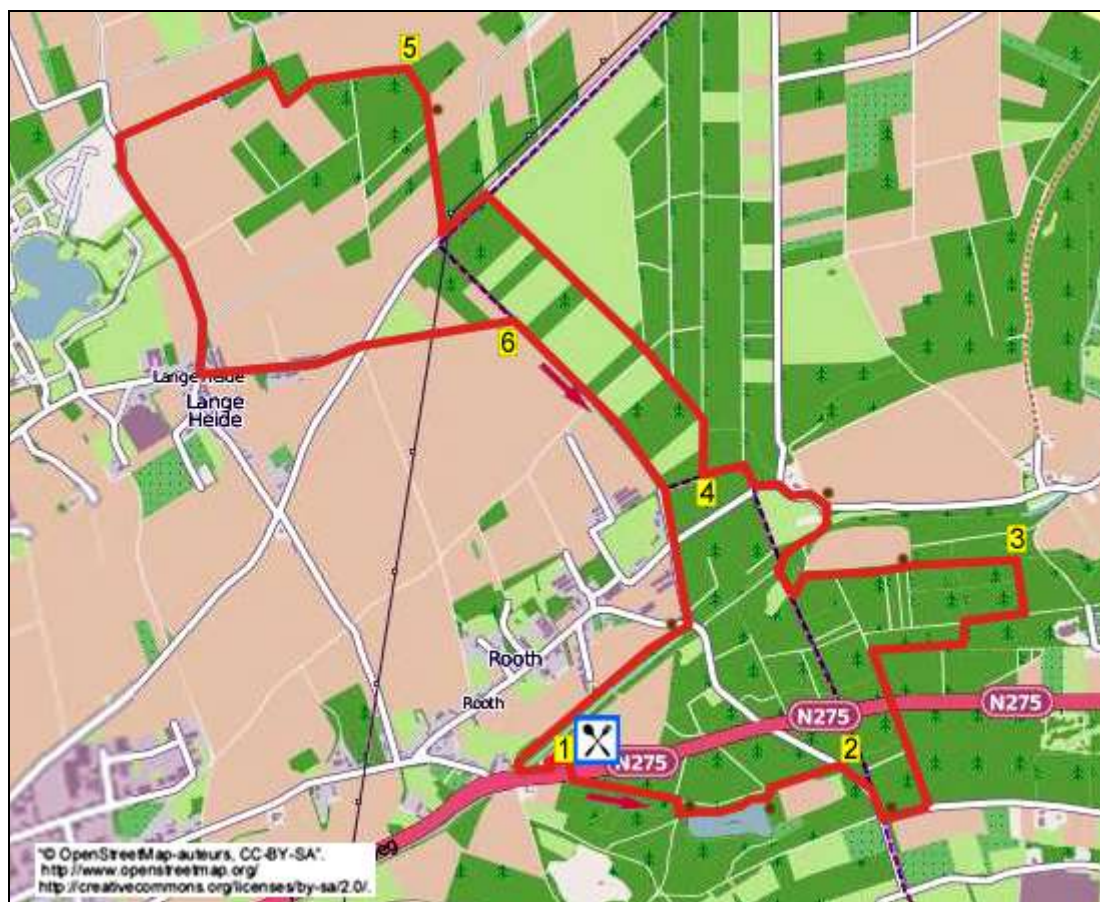 5
6
Lange Heide
Lange
Heide
4
3
Rooth
Rooth
N275
N275
1
N275
2
eg
"© OpenStreetMap-auteurs, CC-BY-SA".
http://www.openstreetmap.org/
http://creativecommons.org/licenses/by-sa/2.0/.